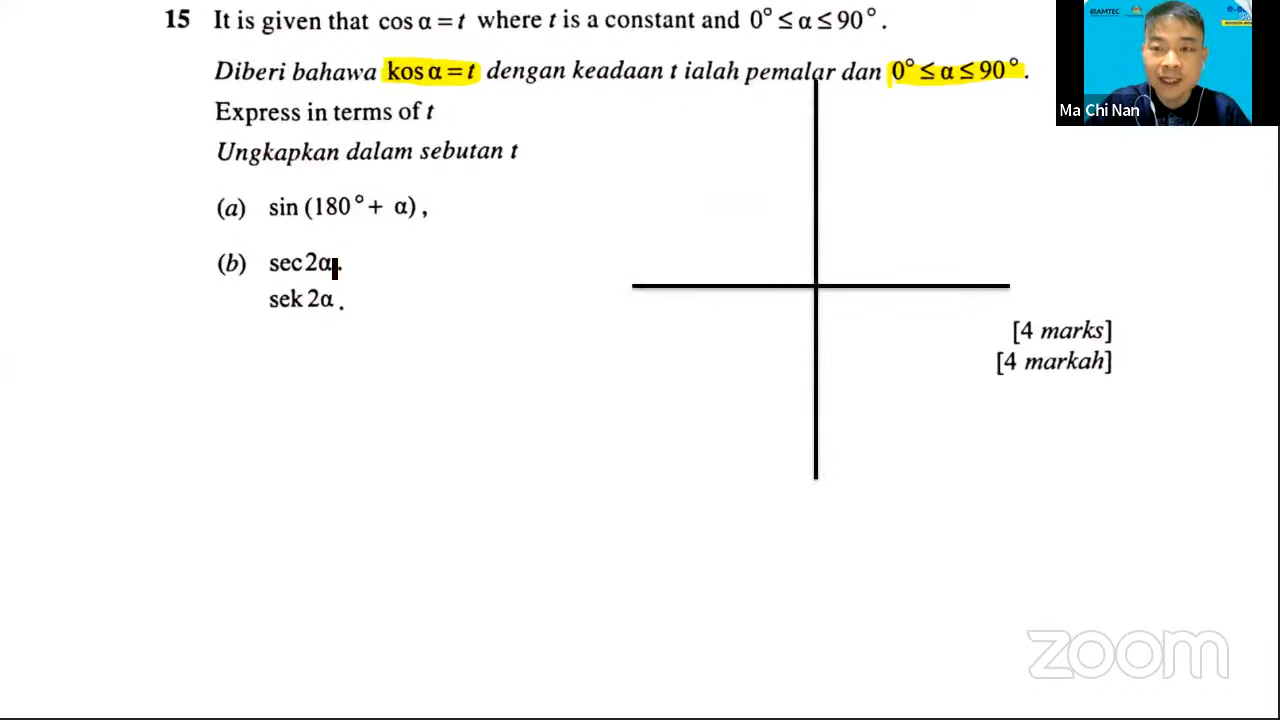 15 It is given that cos α = t where t is a constant and 0° ≤ α ≤ 90°.
Diberi bahawa kos α = t dengan keadaan t ialah pemalar dan 0° ≤ α ≤ 90°.
Express in terms of t
Ungkapkan dalam sebutan t
(a) sin (180° + α),
(b) sec 2α.
sek 2α.
[4 marks]
[4 markah]
EIAMTEC
Ma Chi Nan
zoom